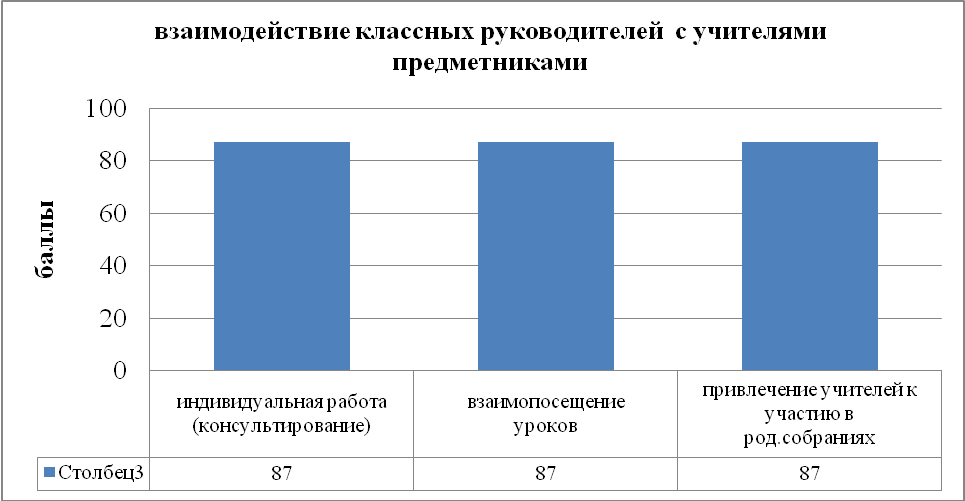 взаимодействие классных руководителей с учителями
предметниками
баллы
100
80
60
40
20
0
индивидуальная работа
(консультирование)
взаимопосещение
уроков
привлечение учителей к
участию в
род.собраниях
Столбец3 87 87 87